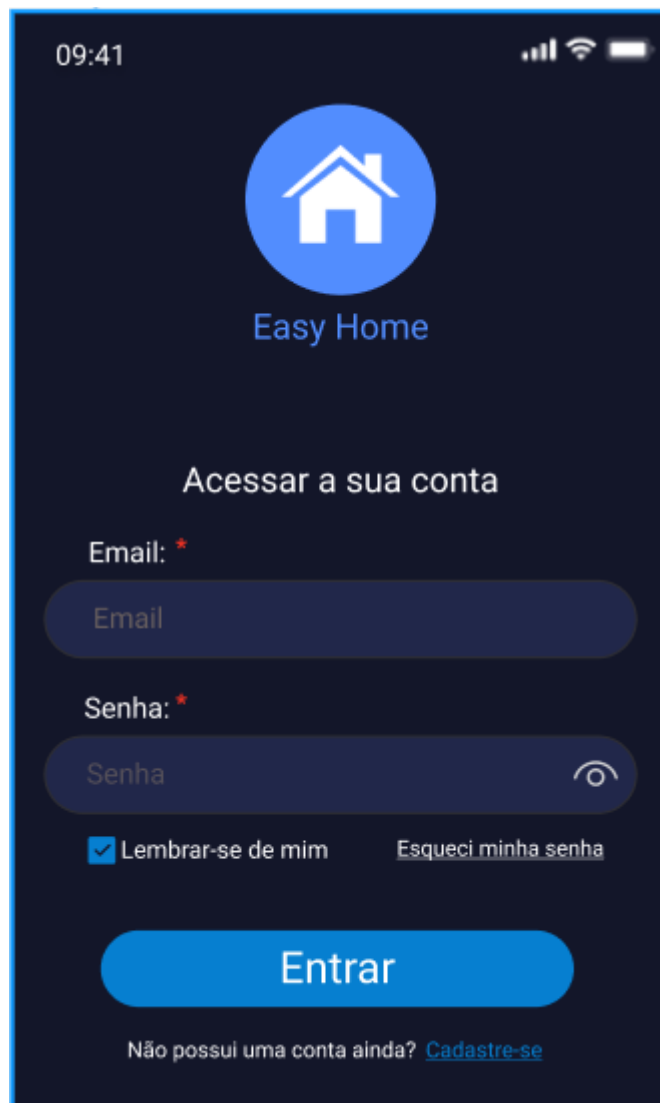 09:41
Easy Home
Acessar a sua conta
Email: *
Email
Senha: *
Senha
Lembrar-se de mim Esqueci minha senha
Entrar
Não possui uma conta ainda? Cadastre-se